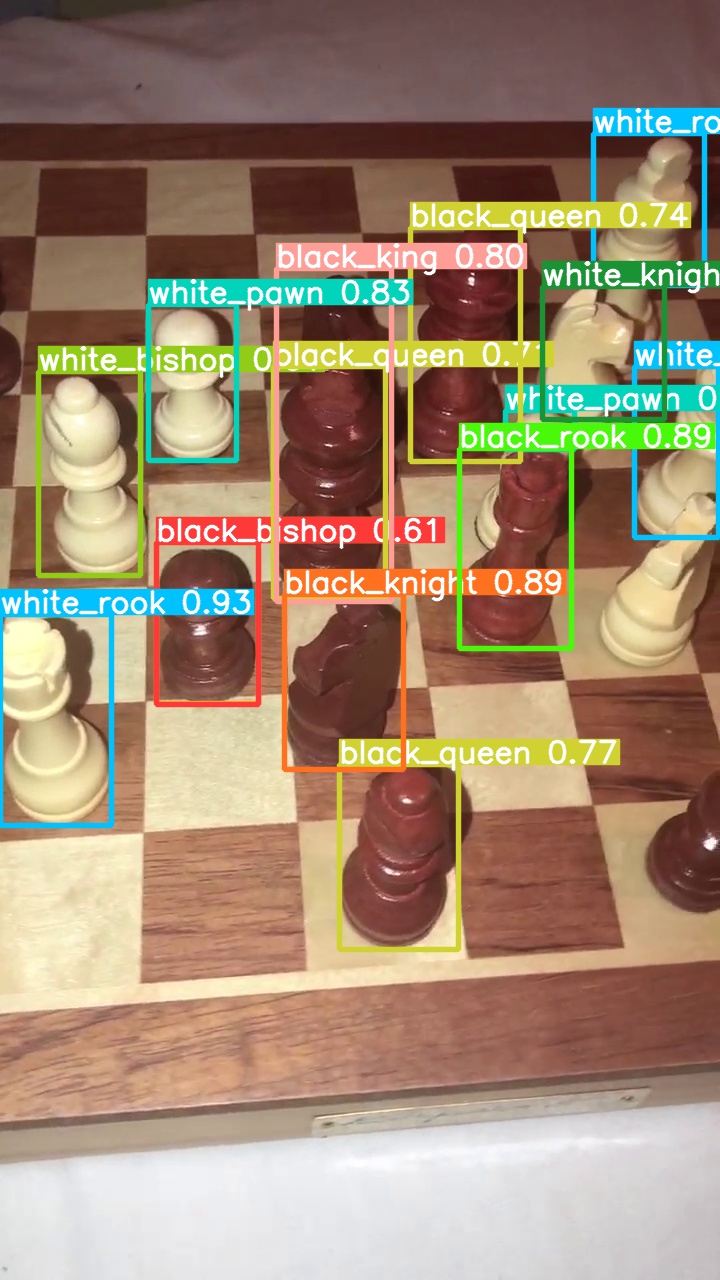 white_ro
black_queen 0.74
black_king 0.80
white_knigh
white_pawn 0.83
white_bishop 0
black_queen 0.71
white_
white_pawn 0
black_rook 0.89
black_bishop 0.61
black_knight 0.89
white_rook 0.93
black_queen 0.77